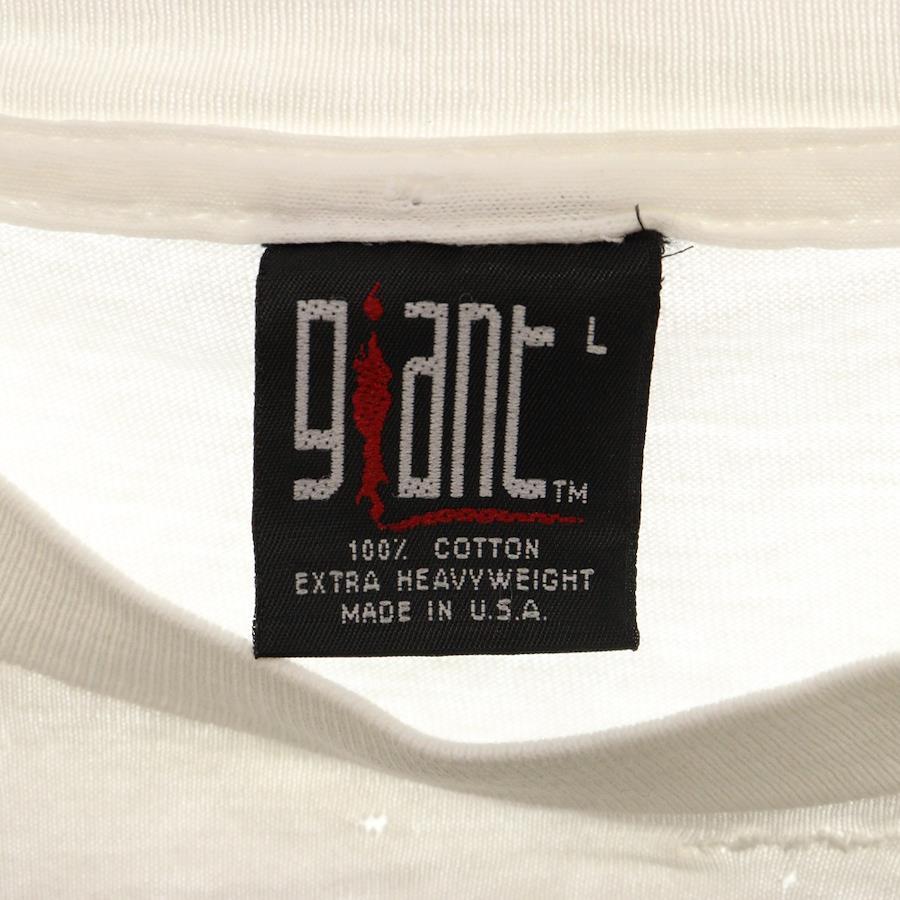 giant L
TM
100% COTTON
EXTRA HEAVYWEIGHT
MADE IN U.S.A.